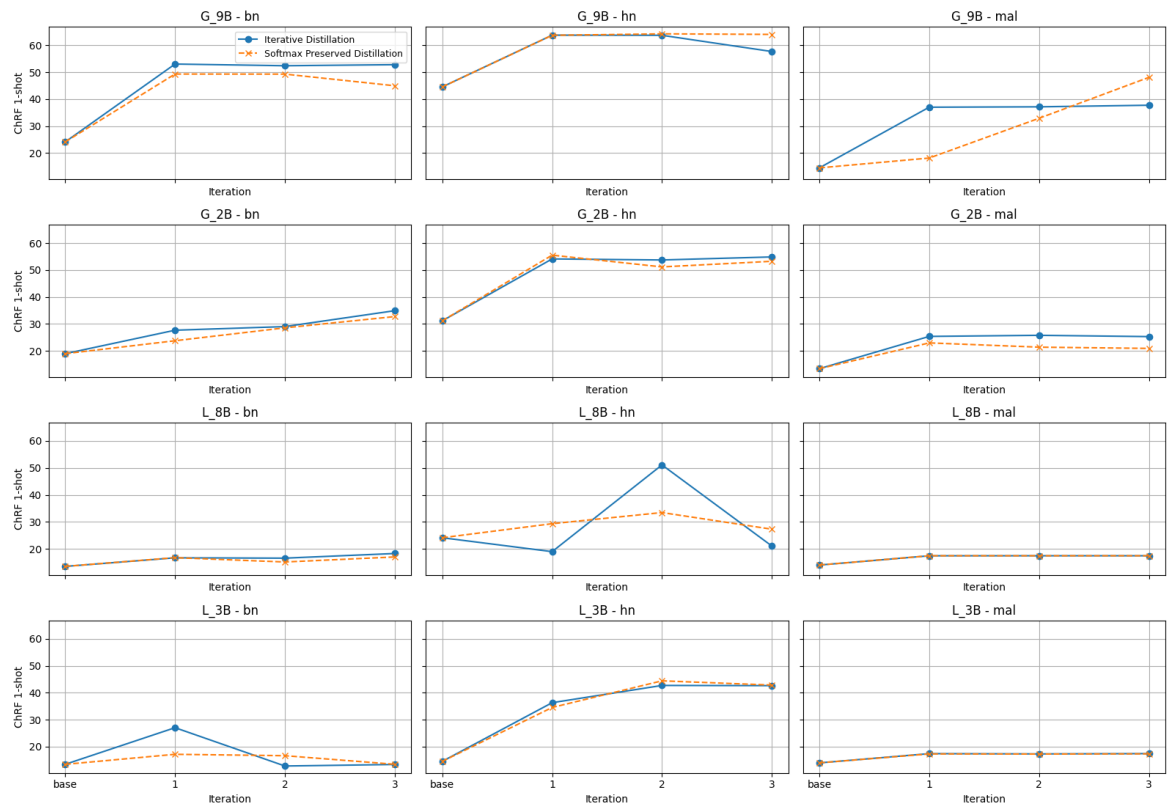 G_9B - bn
G_9B - hn
G_9B - mal
Iterative Distillation
Softmax Preserved Distillation
ChRF 1-shot
60
50
40
30
20
Iteration
Iteration
Iteration
G_2B - bn
G_2B - hn
G_2B - mal
ChRF 1-shot
60
50
40
30
20
Iteration
Iteration
Iteration
L_8B - bn
L_8B - hn
L_8B - mal
ChRF 1-shot
60
50
40
30
20
Iteration
Iteration
Iteration
L_3B - bn
L_3B - hn
L_3B - mal
ChRF 1-shot
60
50
40
30
20
base 1 2 3
base 1 2 3
base 1 2 3
Iteration
Iteration
Iteration